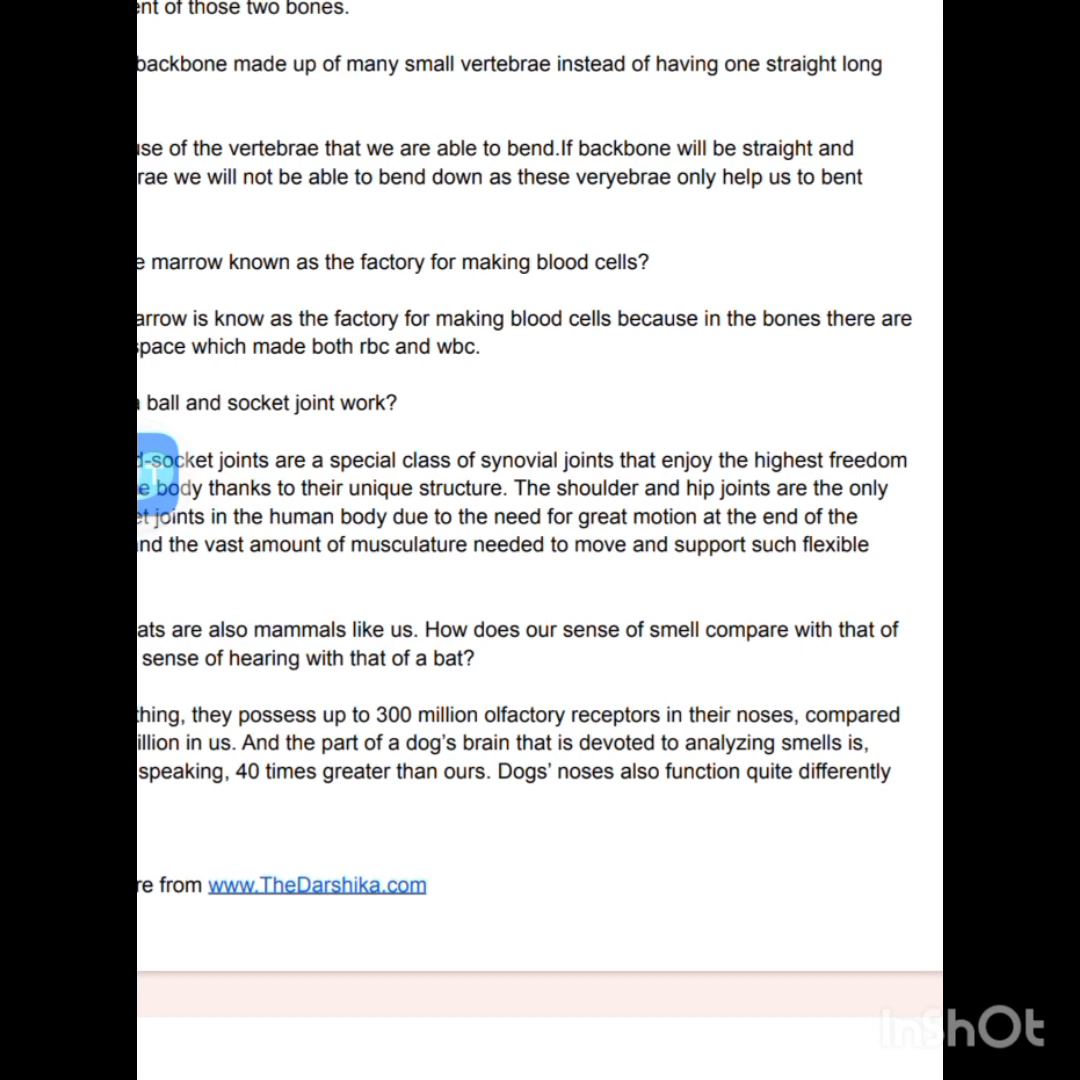 ent of those two bones.
backbone made up of many small vertebrae instead of having one straight long
use of the vertebrae that we are able to bend.If backbone will be straight and
rae we will not be able to bend down as these veryebrae only help us to bent
e marrow known as the factory for making blood cells?
arrow is know as the factory for making blood cells because in the bones there are
space which made both rbc and wbc.
ball and socket joint work?
d-socket joints are a special class of synovial joints that enjoy the highest freedom
e body thanks to their unique structure. The shoulder and hip joints are the only
et joints in the human body due to the need for great motion at the end of the
and the vast amount of musculature needed to move and support such flexible
ats are also mammals like us. How does our sense of smell compare with that of
sense of hearing with that of a bat?
thing, they possess up to 300 million olfactory receptors in their noses, compared
illion in us. And the part of a dog’s brain that is devoted to analyzing smells is,
speaking, 40 times greater than ours. Dogs’ noses also function quite differently
re from www.TheDarshika.com
InShOt